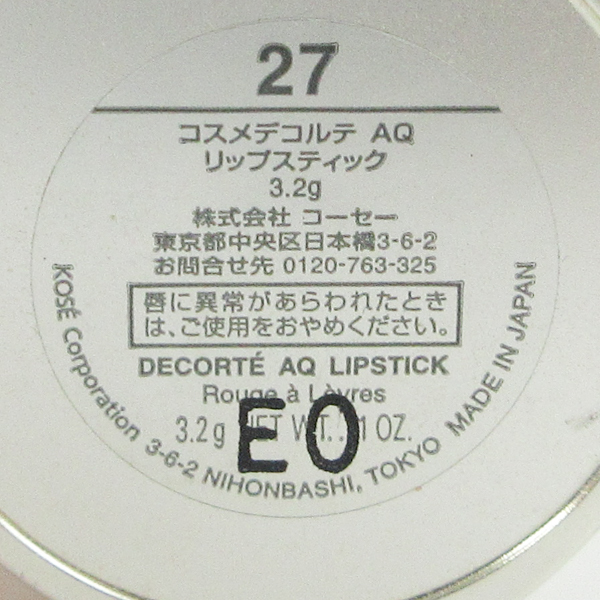 27
コスメデコルテ AQ
リップスティック
3.2g
株式会社 コーセー
東京都中央区日本橋3-6-2
お問合せ先 0120-763-325
唇に異常があらわれたとき
は、ご使用をおやめください。
DECORTÉ AQ LIPSTICK
Rouge à Lèvres
3.2g NET WT. .11 OZ.
EO
KOSÉ Corporation 3-6-2 NIHONBASHI, TOKYO MADE IN JAPAN